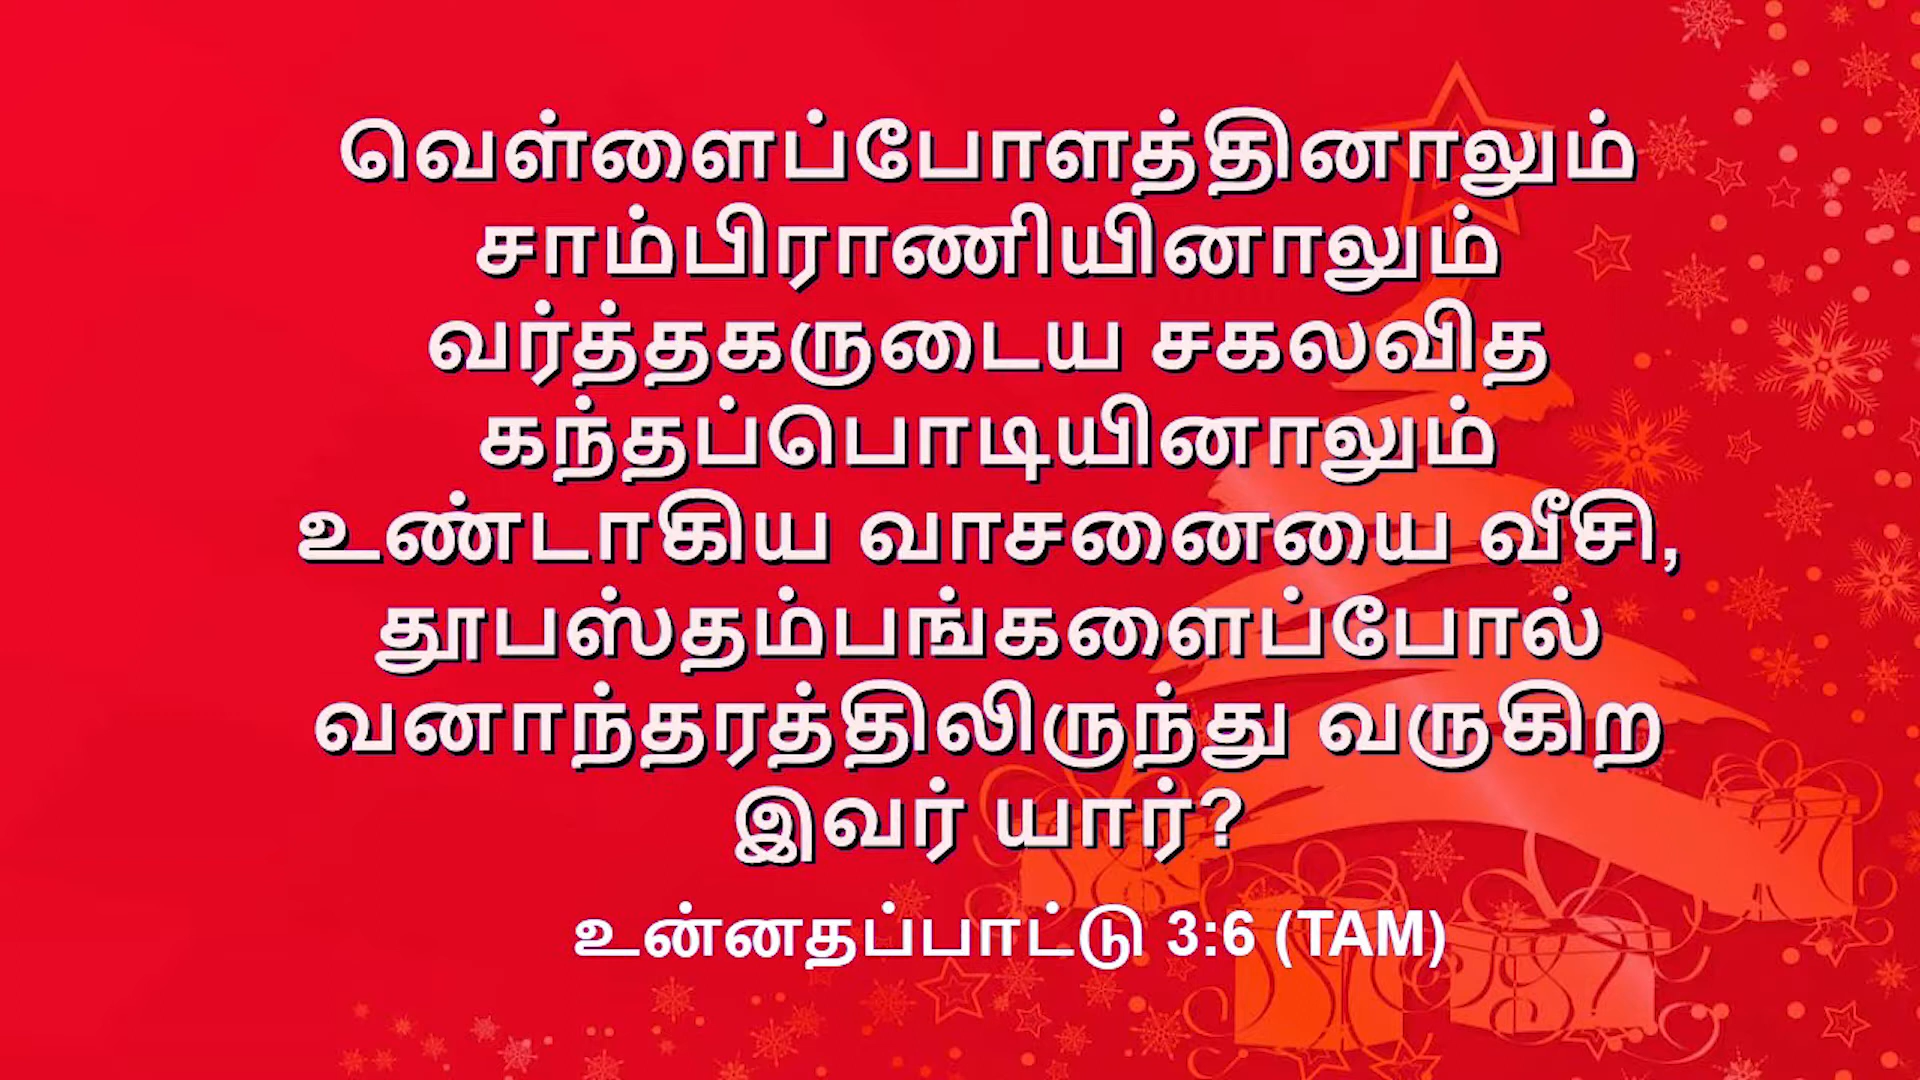 வெள்ளைப்போளத்தினாலும்
சாம்பிராணியினாலும்
வர்த்தகருடைய சகலவித
கந்தப்பொடியினாலும்
உண்டாகிய வாசனையை வீசி,
தூபஸ்தம்பங்களைப்போல்
வனாந்தரத்திலிருந்து வருகிற
இவர் யார்?
உன்னதப்பாட்டு 3:6 (TAM)